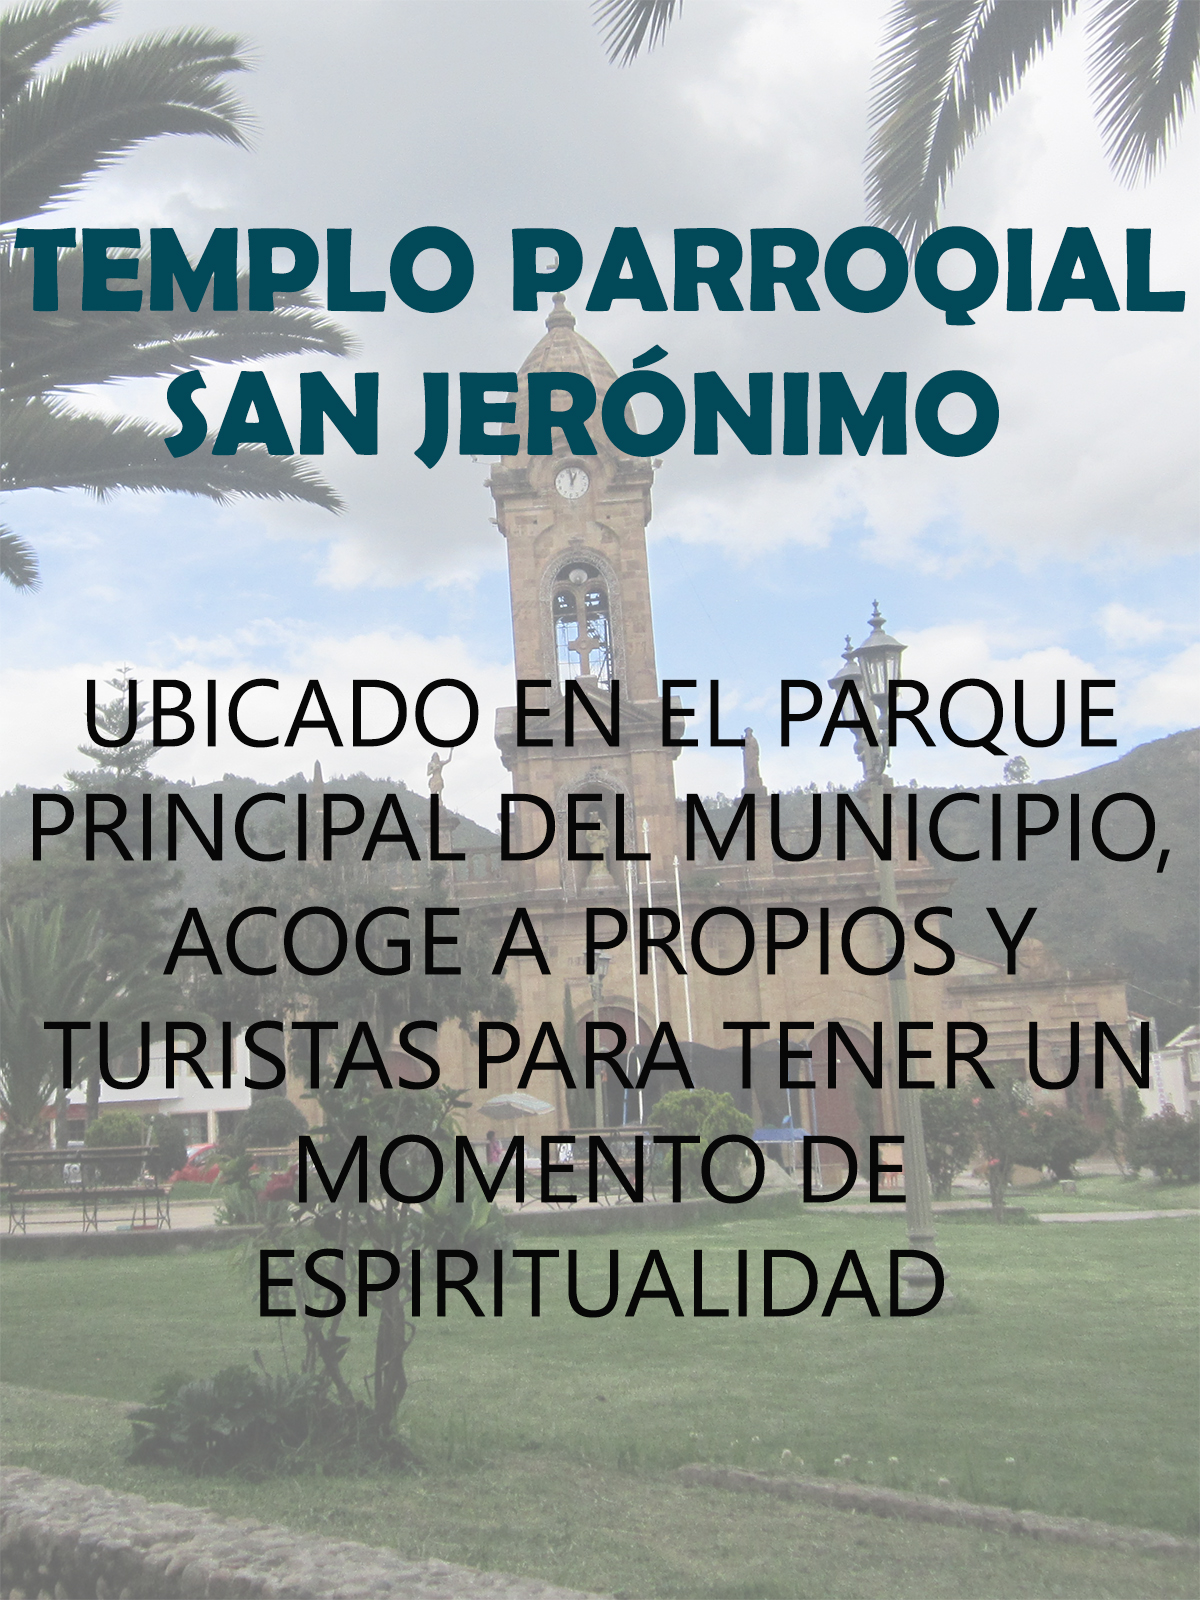 TEMPLO PARROQIAL
SAN JERÓNIMO
UBICADO EN EL PARQUE
PRINCIPAL DEL MUNICIPIO,
ACOGE A PROPIOS Y
TURISTAS PARA TENER UN
MOMENTO DE
ESPIRITUALIDAD